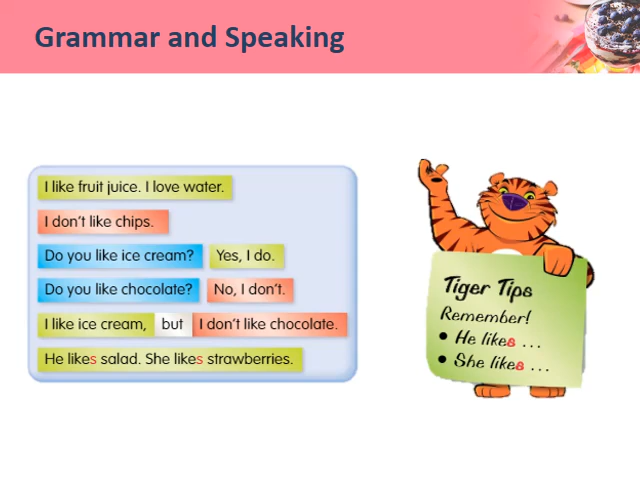 Grammar and Speaking
I like fruit juice. I love water.
I don't like chips.
Do you like ice cream? Yes, I do.
Do you like chocolate? No, I don't.
I like ice cream, but I don't like chocolate.
He likes salad. She likes strawberries.
Tiger Tips
Remember!
• He likes ...
• She likes ...